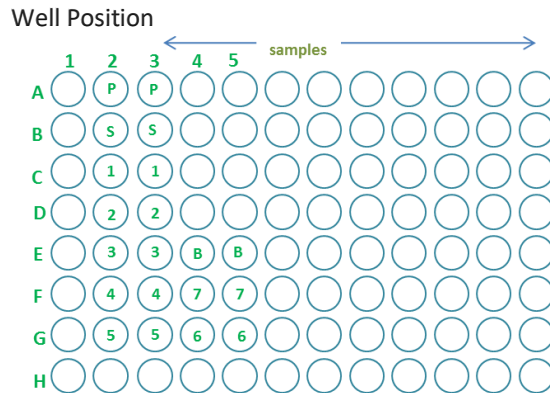 Well Position
samples
1 2 3 4 5
A P P
B S S
C 1 1
D 2 2
E 3 3 B B
F 4 4 7 7
G 5 5 6 6
H